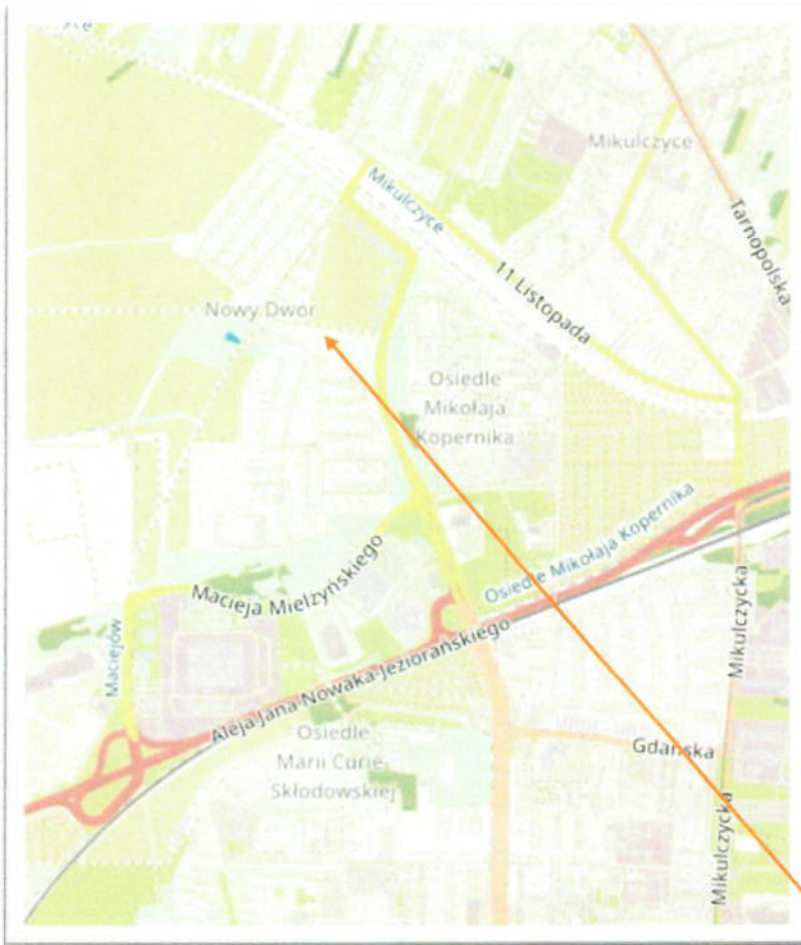 Mikulczyce
Mikulczyce
Tarnopolska
11 Listopada
Nowy Dwor
Osiedle
Mikołaja
Kopernika
Osiedle Mikołaja Kopernika
Macieja Mielżyńskiego
Mikulczycka
Maciejów
Aleja Jana Nowaka-Jeziorańskiego
Osiedle
Marii Curie-
Skłodowskiej
Gdańska
Mikulczycka